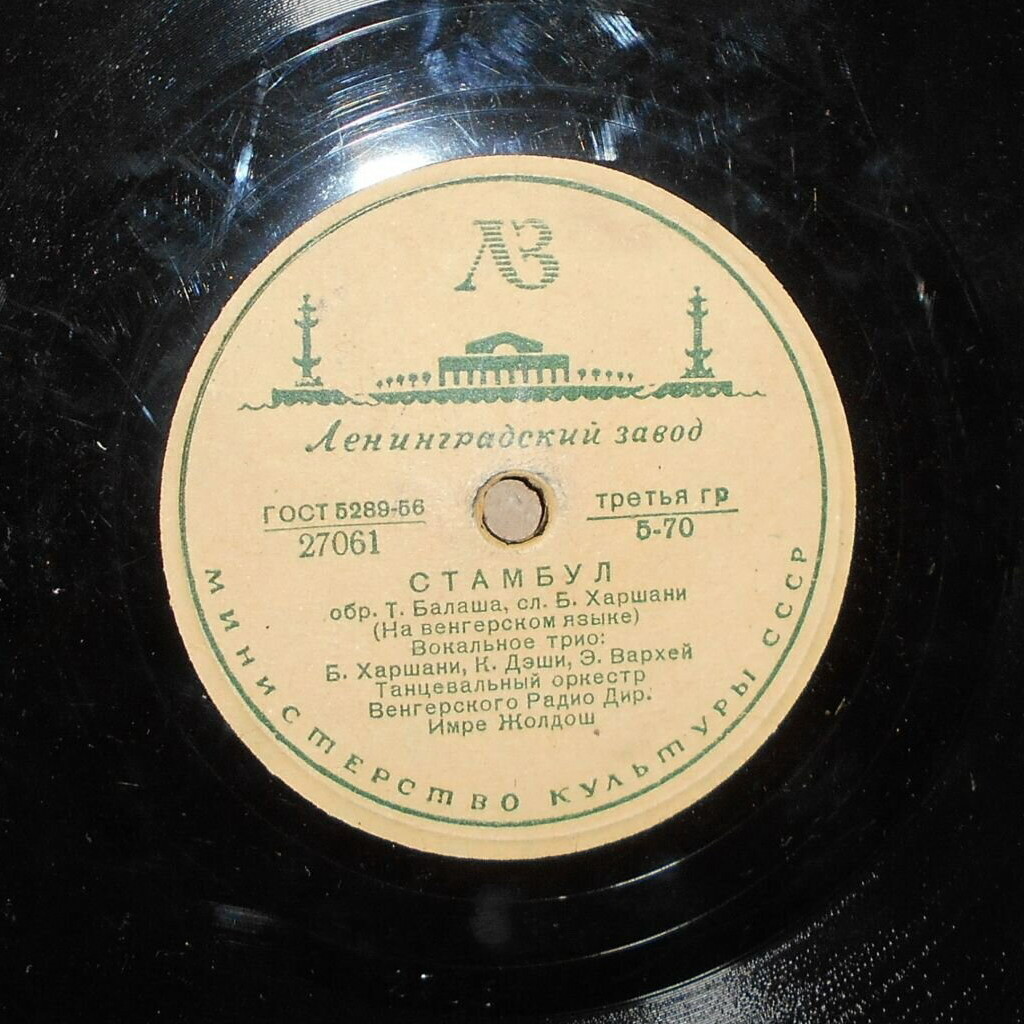 ЛЗ
Ленинградский завод
ГОСТ 5289-56
27061
третья гр
5-70
СТАМБУЛ
обр. Т. Балаша, сл. Б. Харшани
(На венгерском языке)
Вокальное трио:
Б. Харшани, К. Дэши, Э. Вархей
Танцевальный оркестр
Венгерского Радио Дир.
Имре Жолдош
МИНИСТЕРСТВО КУЛЬТУРЫ СССР